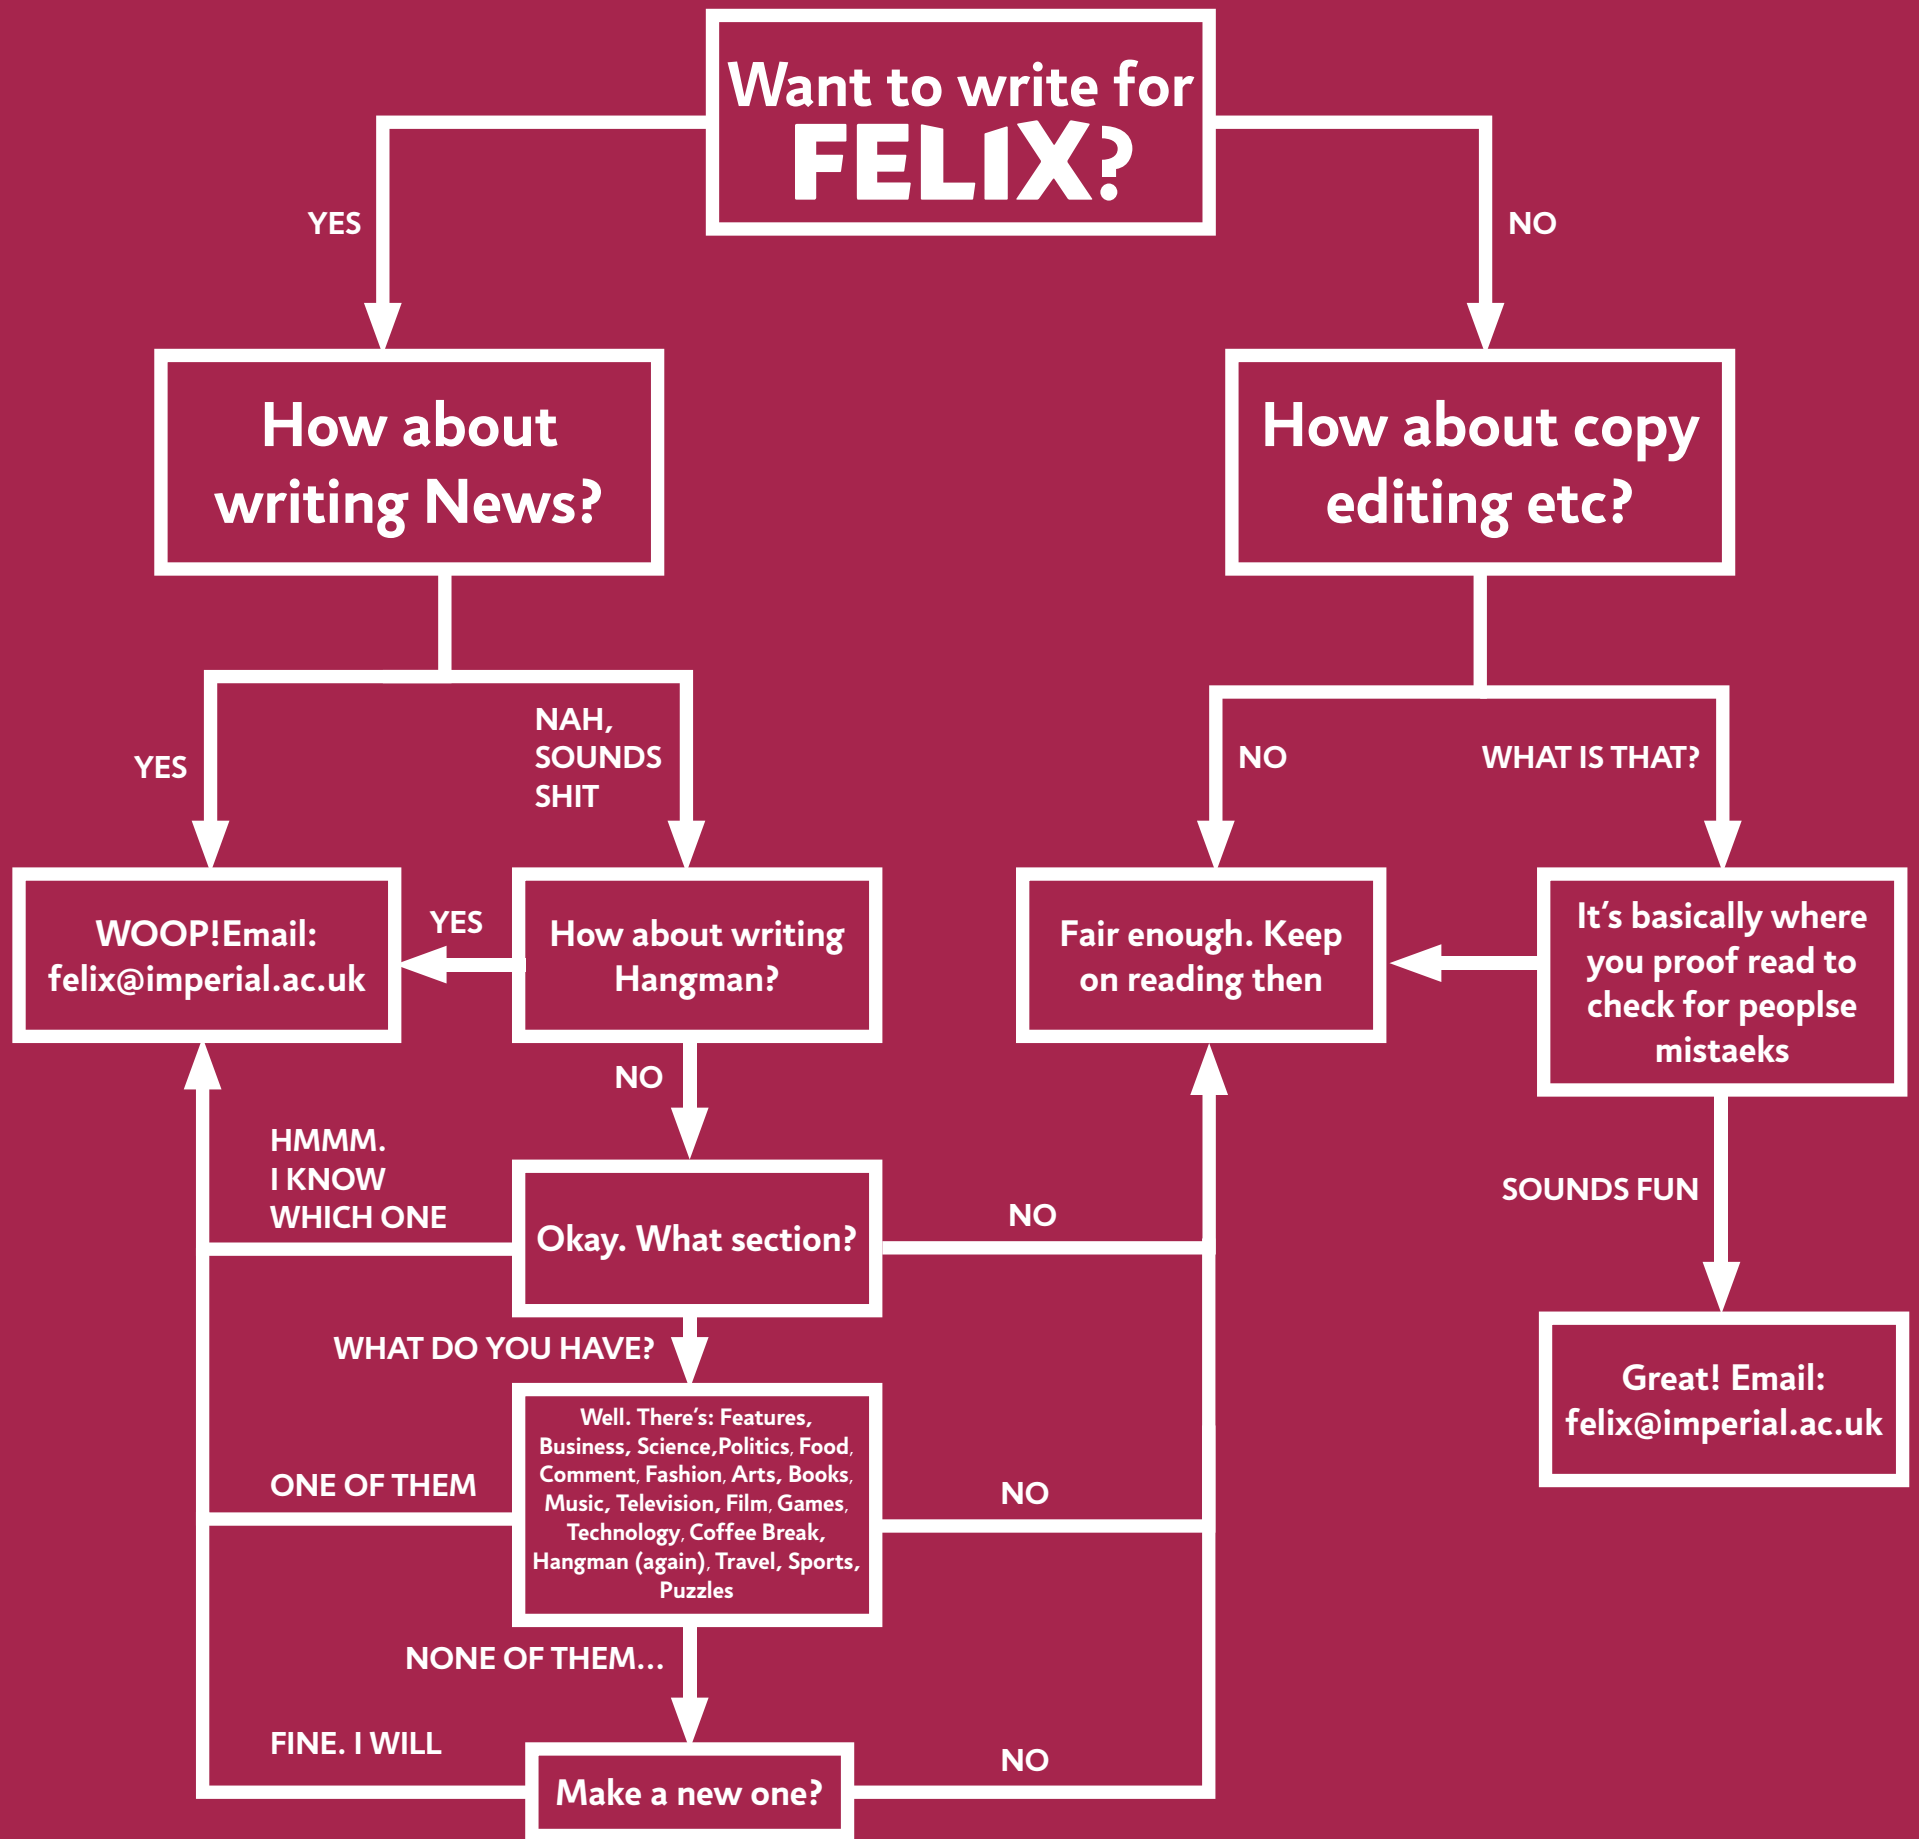 Want to write for
FELIX?
YES
NO
How about
writing News?
How about copy
editing etc?
YES
NAH,
SOUNDS
SHIT
NO
WHAT IS THAT?
WOOP!Email:
felix@imperial.ac.uk
YES
How about writing
Hangman?
Fair enough. Keep
on reading then
It's basically where
you proof read to
check for peoplse
mistaeks
NO
HMMM.
I KNOW
WHICH ONE
Okay. What section?
NO
SOUNDS FUN
WHAT DO YOU HAVE?
Great! Email:
felix@imperial.ac.uk
Well. There's: Features,
Business, Science,Politics, Food,
Comment, Fashion, Arts, Books,
Music, Television, Film, Games,
Technology, Coffee Break,
Hangman (again), Travel, Sports,
Puzzles
ONE OF THEM
NO
NONE OF THEM...
FINE. I WILL
NO
Make a new one?